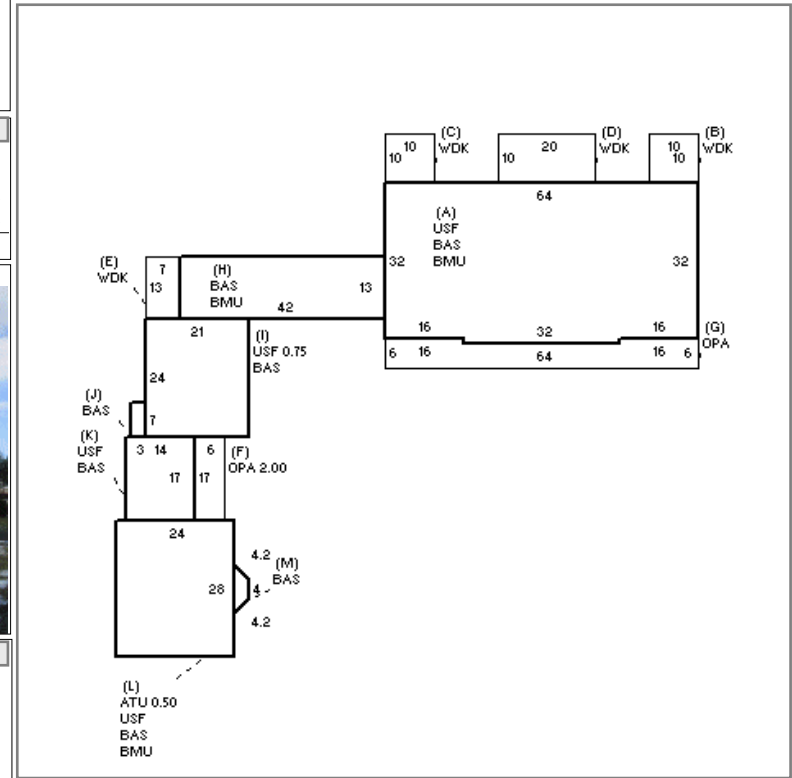 (C)
WDK
(D)
WDK
(B)
WDK
10
10
10
20
10
10
64
(A)
USF
BAS
BMU
32
32
(E)
WDK
7
13
(H)
BAS
BMU
13
42
16
32
16
(G)
OPA
6
16
64
16
6
21
(I)
USF 0.75
BAS
24
(J)
BAS
7
(K)
USF
BAS
3
14
6
(F)
OPA 2.00
17
17
24
4.2
(M)
BAS
28
4
4.2
(L)
ATU 0.50
USF
BAS
BMU